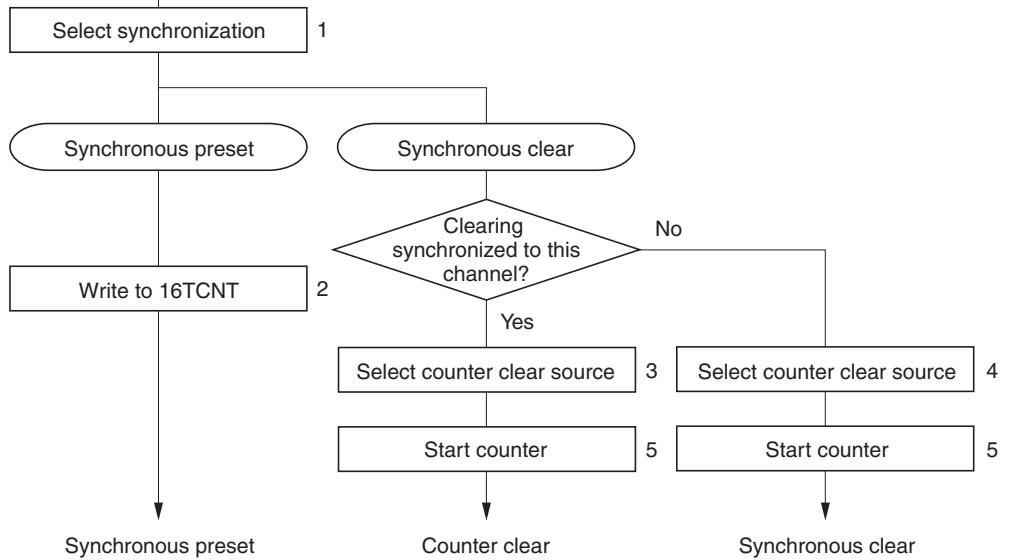 Select synchronization 1
Synchronous preset Synchronous clear
Clearing
synchronized to this
channel?
No
Write to 16TCNT 2
Yes
Select counter clear source 3 Select counter clear source 4
Start counter 5 Start counter 5
Synchronous preset Counter clear Synchronous clear